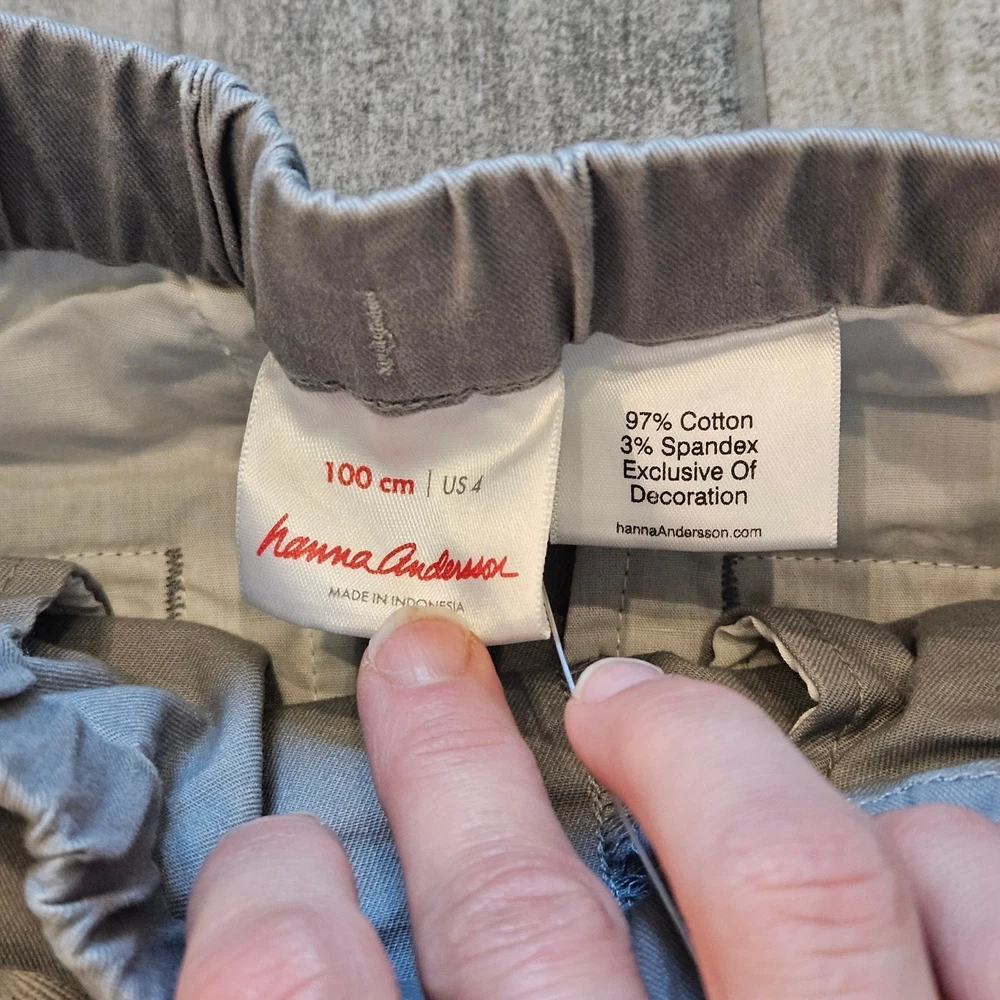 100 cm | US 4
hanna Andersson
MADE IN INDONESIA
97% Cotton
3% Spandex
Exclusive Of
Decoration
hannaAndersson.com